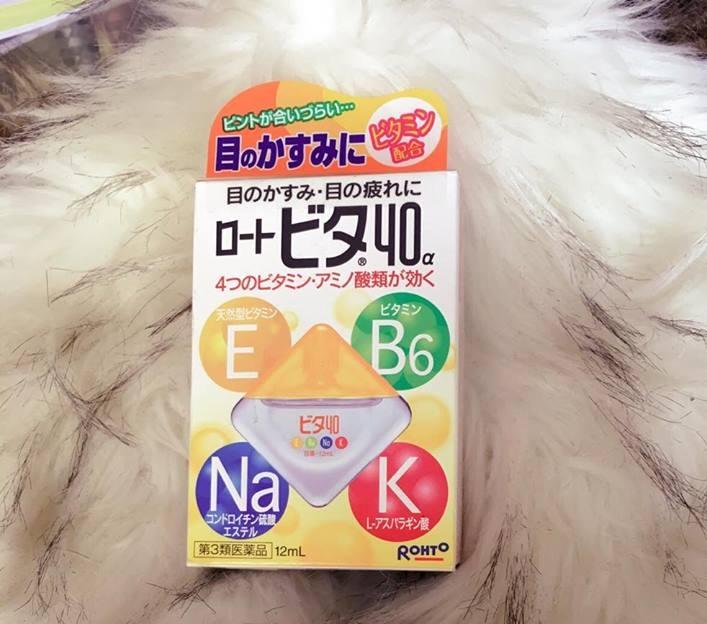 ピントが合いづらい…
目のかすみに
ビタミン
配合
目のかすみ・目の疲れに
ロートビタ®40α
4つのビタミン・アミノ酸類が効く
天然型ビタミン
E
ビタミン
B6
ビタ40
E B6 Na K
Na
コンドロイチン硫酸
エステル
K
L-アスパラギン酸
第3類医薬品 12mL
ROHTO